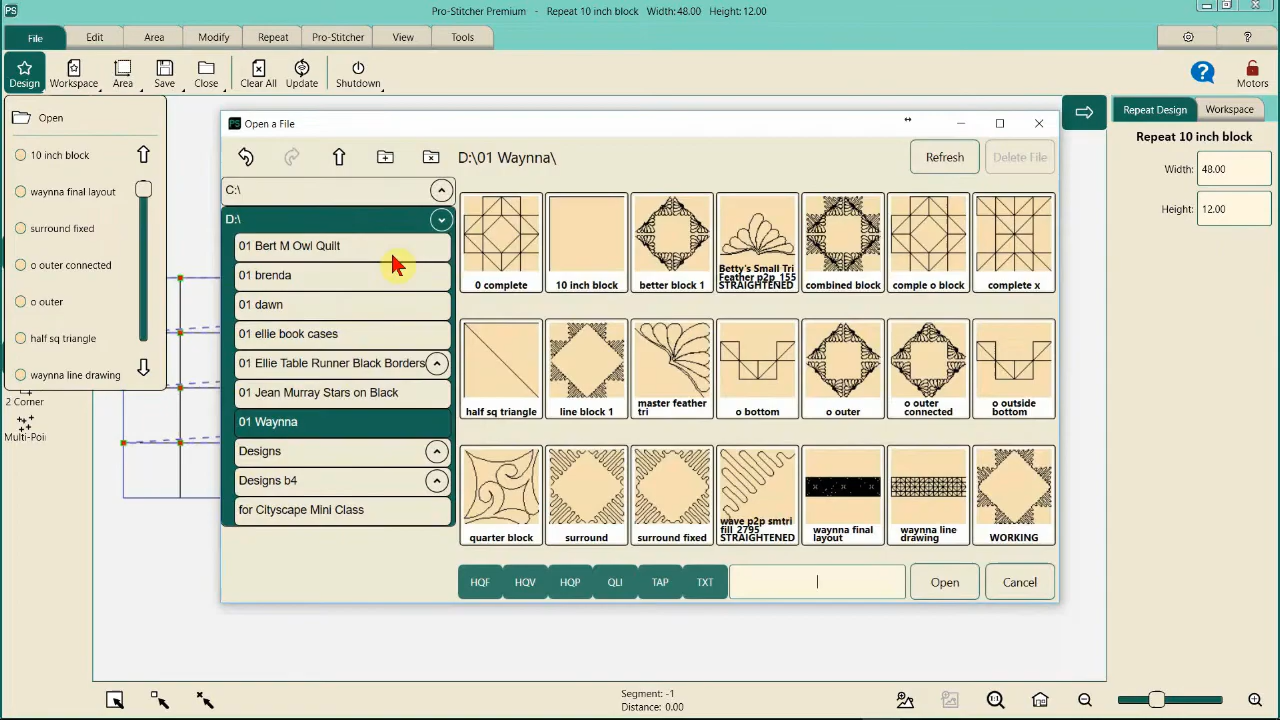 PS
Pro-Stitcher Premium - Repeat 10 inch block Width:48.00 Height:12.00
File Edit Area Modify Repeat Pro-Stitcher View Tools ?
Design Workspace Area Save Close Clear All Update Shutdown ? Motors
Open
10 inch block
waynna final layout
surround fixed
o outer connected
o outer
half sq triangle
waynna line drawing
2 Corner
Multi-Poi
PS Open a File
D:\01 Waynna\
Refresh Delete File
C:\
D:\
01 Bert M Owl Quilt
01 brenda
01 dawn
01 ellie book cases
01 Ellie Table Runner Black Borders
01 Jean Murray Stars on Black
01 Waynna
Designs
Designs b4
for Cityscape Mini Class
0 complete
10 inch block
better block 1
Betty's Small Tri
Feather p2p_155
STRAIGHTENED
combined block
comple o block
complete x
half sq triangle
line block 1
master feather
tri
o bottom
o outer
o outer
connected
o outside
bottom
quarter block
surround
surround fixed
wave p2p smtri
fill_2795
STRAIGHTENED
waynna final
layout
waynna line
drawing
WORKING
HQF HQV HQP QLI TAP TXT
Open Cancel
Repeat Design Workspace
Repeat 10 inch block
Width: 48.00
Height: 12.00
Segment: -1
Distance: 0.00